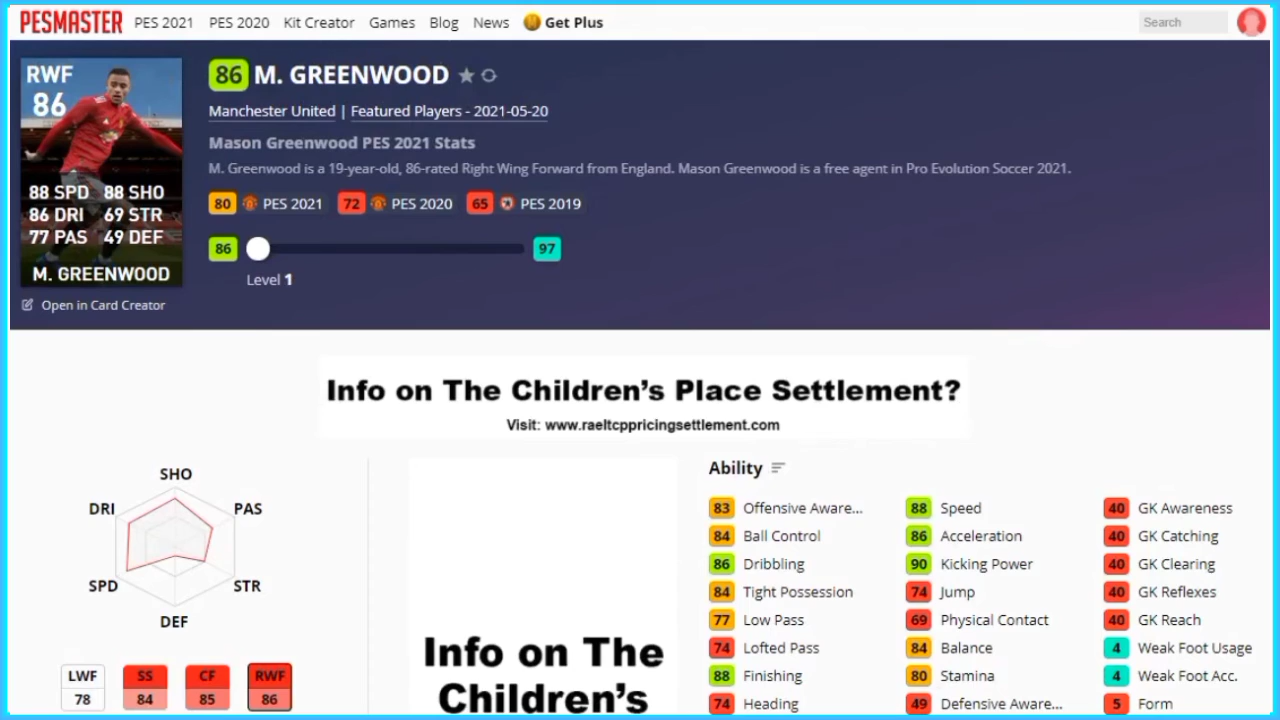 PESMASTER PES 2021 PES 2020 Kit Creator Games Blog News Get Plus Search
RWF
86
88 SPD 88 SHO
86 DRI 69 STR
77 PAS 49 DEF
M. GREENWOOD
Open in Card Creator
86 M. GREENWOOD
Manchester United | Featured Players - 2021-05-20
Mason Greenwood PES 2021 Stats
M. Greenwood is a 19-year-old, 86-rated Right Wing Forward from England. Mason Greenwood is a free agent in Pro Evolution Soccer 2021.
80 PES 2021 72 PES 2020 65 PES 2019
86 97
Level 1
Info on The Children's Place Settlement?
Visit: www.raeltcppricingsettlement.com
SHO
DRI PAS
SPD STR
DEF
LWF SS CF RWF
78 84 85 86
Info on The
Children's
Ability
83 Offensive Aware... 88 Speed 40 GK Awareness
84 Ball Control 86 Acceleration 40 GK Catching
86 Dribbling 90 Kicking Power 40 GK Clearing
84 Tight Possession 74 Jump 40 GK Reflexes
77 Low Pass 69 Physical Contact 40 GK Reach
74 Lofted Pass 84 Balance 4 Weak Foot Usage
88 Finishing 80 Stamina 4 Weak Foot Acc.
74 Heading 49 Defensive Aware... 5 Form